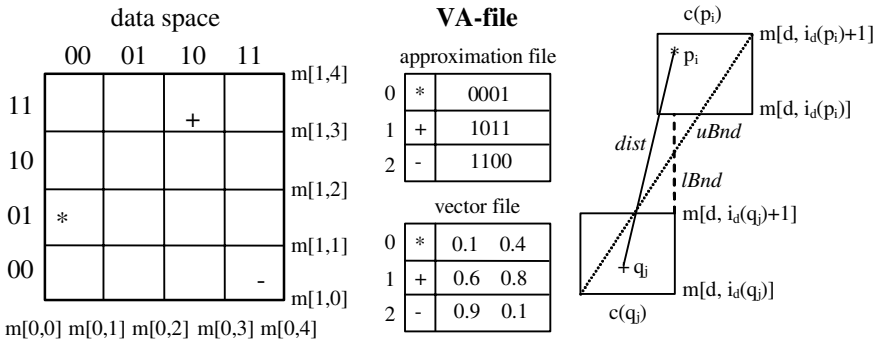 data space
00 01 10 11
m[1,4]
11
+
m[1,3]
10
m[1,2]
01
*
m[1,1]
00
-
m[1,0]
m[0,0] m[0,1] m[0,2] m[0,3] m[0,4]
VA-file
approximation file
0 * 0001
1 + 1011
2 - 1100
vector file
0 * 0.1 0.4
1 + 0.6 0.8
2 - 0.9 0.1
c(pᵢ)
m[d, i_d(pᵢ)+1]
* pᵢ
m[d, i_d(pᵢ)]
uBnd
dist
lBnd
m[d, i_d(qⱼ)+1]
+ qⱼ
m[d, i_d(qⱼ)]
c(qⱼ)